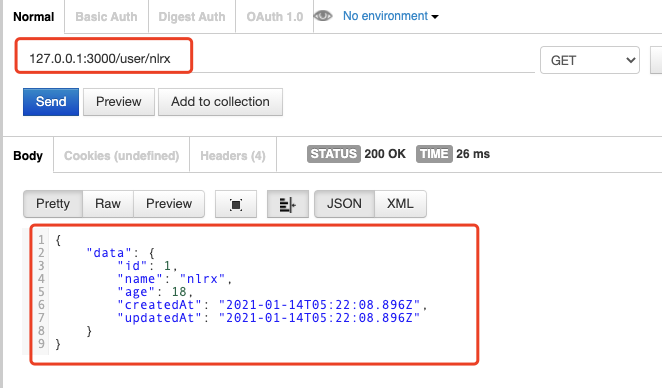 Normal Basic Auth Digest Auth OAuth 1.0 No environment
127.0.0.1:3000/user/nlrx GET
Send Preview Add to collection
Body Cookies (undefined) Headers (4) STATUS 200 OK TIME 26 ms
Pretty Raw Preview JSON XML
1 {
2 "data": {
3 "id": 1,
4 "name": "nlrx",
5 "age": 18,
6 "createdAt": "2021-01-14T05:22:08.896Z",
7 "updatedAt": "2021-01-14T05:22:08.896Z"
8 }
9 }